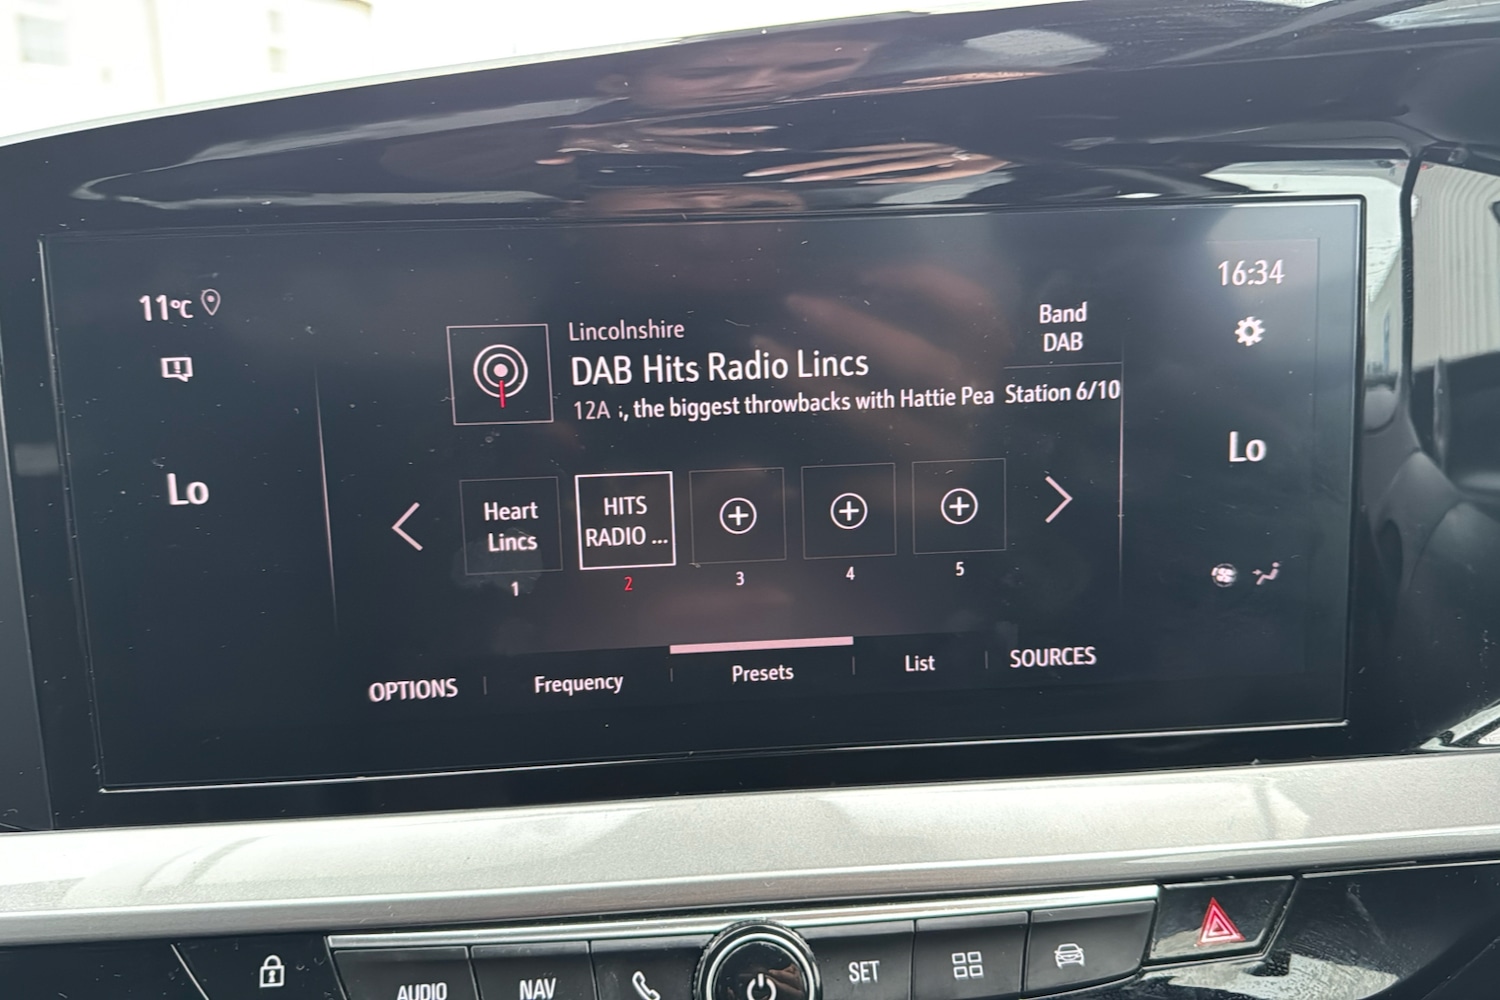 11°C
16:34
Lincolnshire
DAB Hits Radio Lincs
12A ;, the biggest throwbacks with Hattie Pea
Band
DAB
Station 6/10
Lo
Lo
Heart
Lincs
HITS
RADIO ...
1
2
3
4
5
OPTIONS
Frequency
Presets
List
SOURCES
AUDIO
NAV
SET